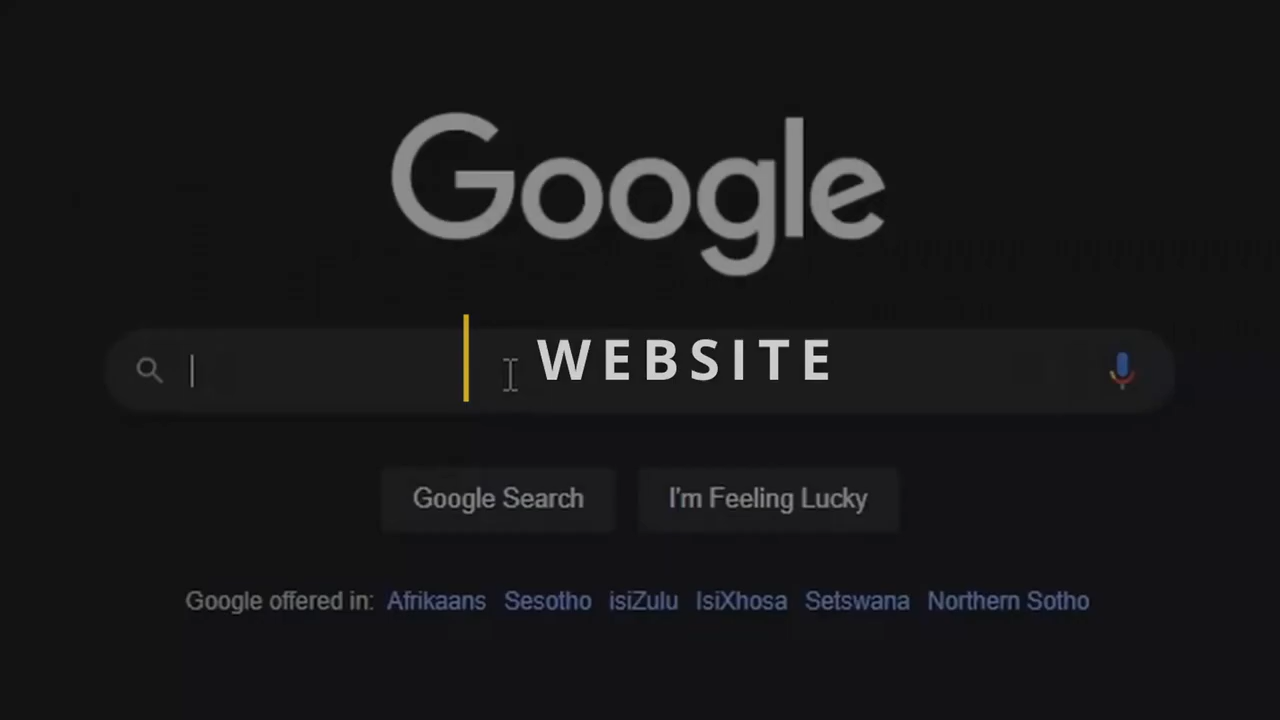 Google
WEBSITE
Google Search I'm Feeling Lucky
Google offered in: Afrikaans Sesotho isiZulu IsiXhosa Setswana Northern Sotho